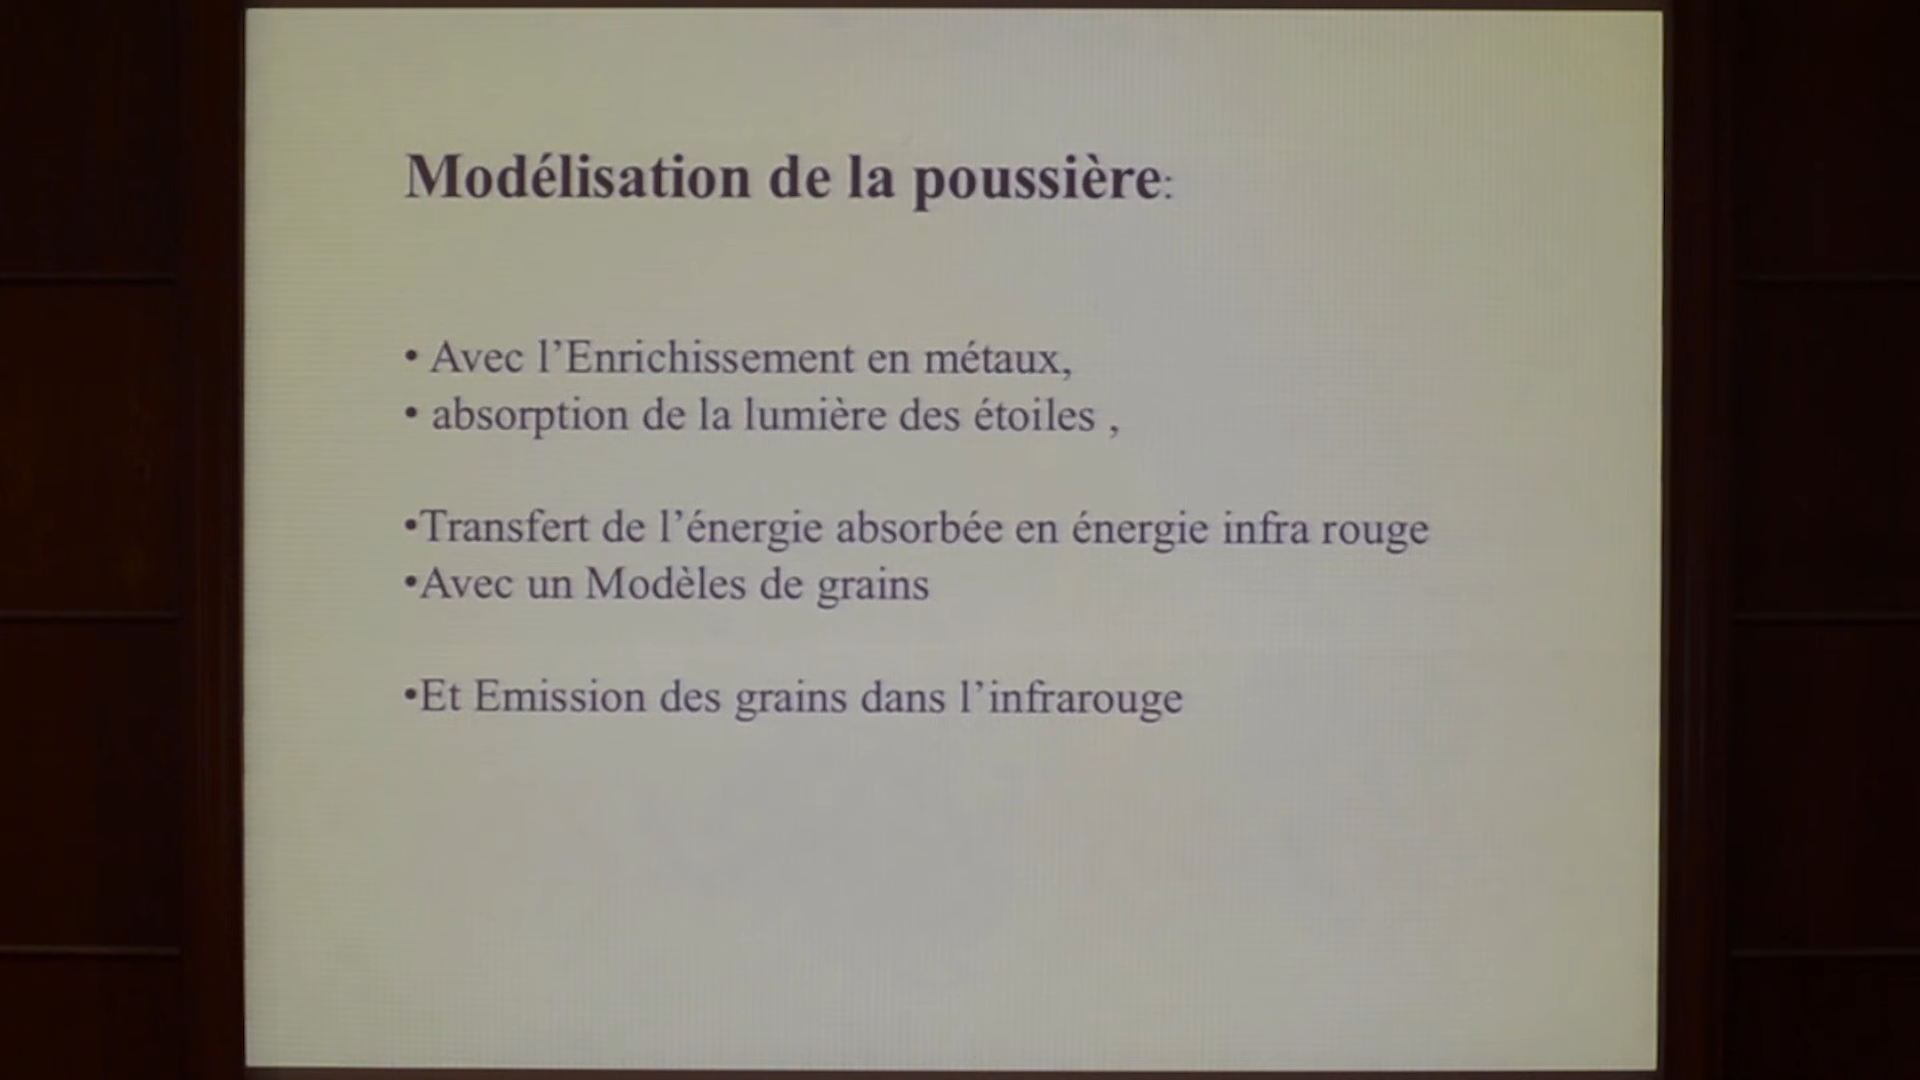 Modélisation de la poussière:
• Avec l’Enrichissement en métaux,
• absorption de la lumière des étoiles ,
•Transfert de l’énergie absorbée en énergie infra rouge
•Avec un Modèles de grains
•Et Emission des grains dans l’infrarouge